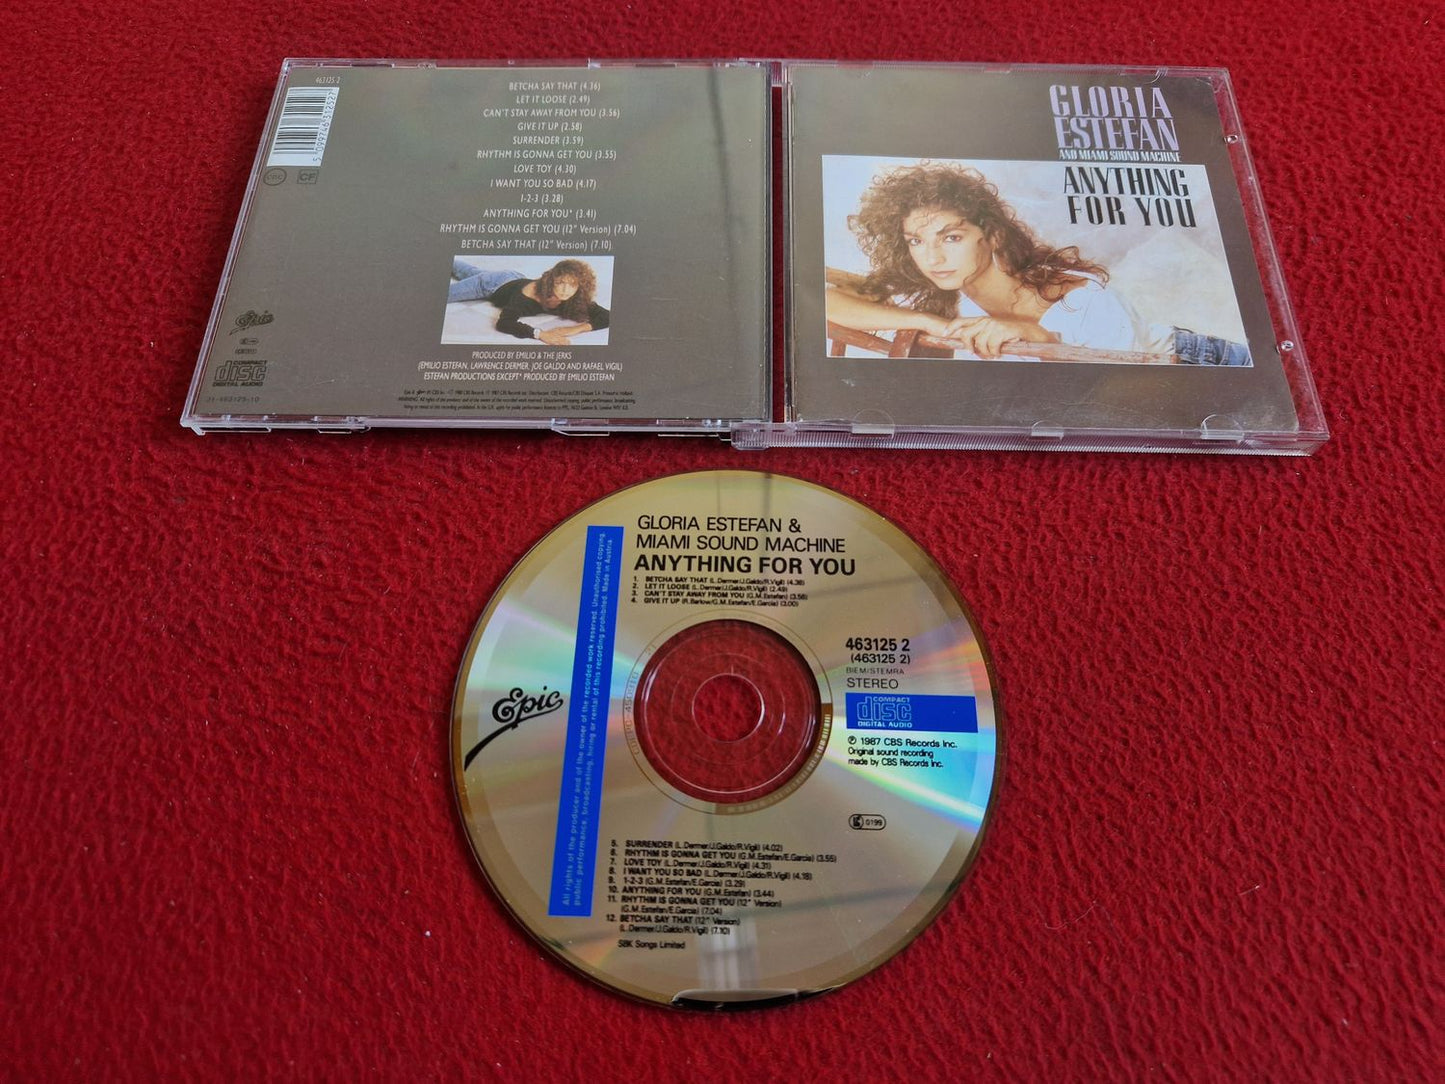 463125 2
5 099746 312527
BETCHA SAY THAT (4.36)
LET IT LOOSE (2.49)
CAN'T STAY AWAY FROM YOU (3.56)
GIVE IT UP (2.58)
SURRENDER (3.59)
RHYTHM IS GONNA GET YOU (3.55)
LOVE TOY (4.30)
I WANT YOU SO BAD (4.17)
1-2-3 (3.28)
ANYTHING FOR YOU* (3.41)
RHYTHM IS GONNA GET YOU (12" Version) (7.04)
BETCHA SAY THAT (12" Version) (7.10)
CBC CF
Epic
COMPACT
disc
DIGITAL AUDIO
01-463125-10
PRODUCED BY EMILIO & THE JERKS
(EMILIO ESTEFAN, LAWRENCE DERMER, JOE GALDO AND RAFAEL VIGIL)
ESTEFAN PRODUCTIONS EXCEPT* PRODUCED BY EMILIO ESTEFAN
GLORIA
ESTEFAN
AND MIAMI SOUND MACHINE
ANYTHING
FOR YOU
GLORIA ESTEFAN &
MIAMI SOUND MACHINE
ANYTHING FOR YOU
1. BETCHA SAY THAT (L.Dermer/J.Galdo/R.Vigil) (4.38)
2. LET IT LOOSE (L.Dermer/J.Galdo/R.Vigil) (2.49)
3. CAN'T STAY AWAY FROM YOU (G.M.Estefan) (3.56)
4. GIVE IT UP (R.Barlow/G.M.Estefan/E.Garcia) (3.00)
463125 2
(463125 2)
BIEM/STEMRA
STEREO
COMPACT
disc
DIGITAL AUDIO
℗ 1987 CBS Records Inc.
Original sound recording
made by CBS Records Inc.
0199
Epic
All rights of the producer and of the owner of the recorded work reserved. Unauthorised copying,
public performance, broadcasting, hiring or rental of this recording prohibited. Made in Austria
5. SURRENDER (L.Dermer/J.Galdo/R.Vigil) (4.02)
6. RHYTHM IS GONNA GET YOU (G.M.Estefan/E.Garcia) (3.55)
7. LOVE TOY (L.Dermer/J.Galdo/R.Vigil) (4.31)
8. I WANT YOU SO BAD (L.Dermer/J.Galdo/R.Vigil) (4.18)
9. 1-2-3 (G.M.Estefan/E.Garcia) (3.29)
10. ANYTHING FOR YOU (G.M.Estefan) (3.44)
11. RHYTHM IS GONNA GET YOU (12" Version)
(G.M.Estefan/E.Garcia) (7.04)
12. BETCHA SAY THAT (12" Version)
(L.Dermer/J.Galdo/R.Vigil) (7.10)
SBK Songs Limited